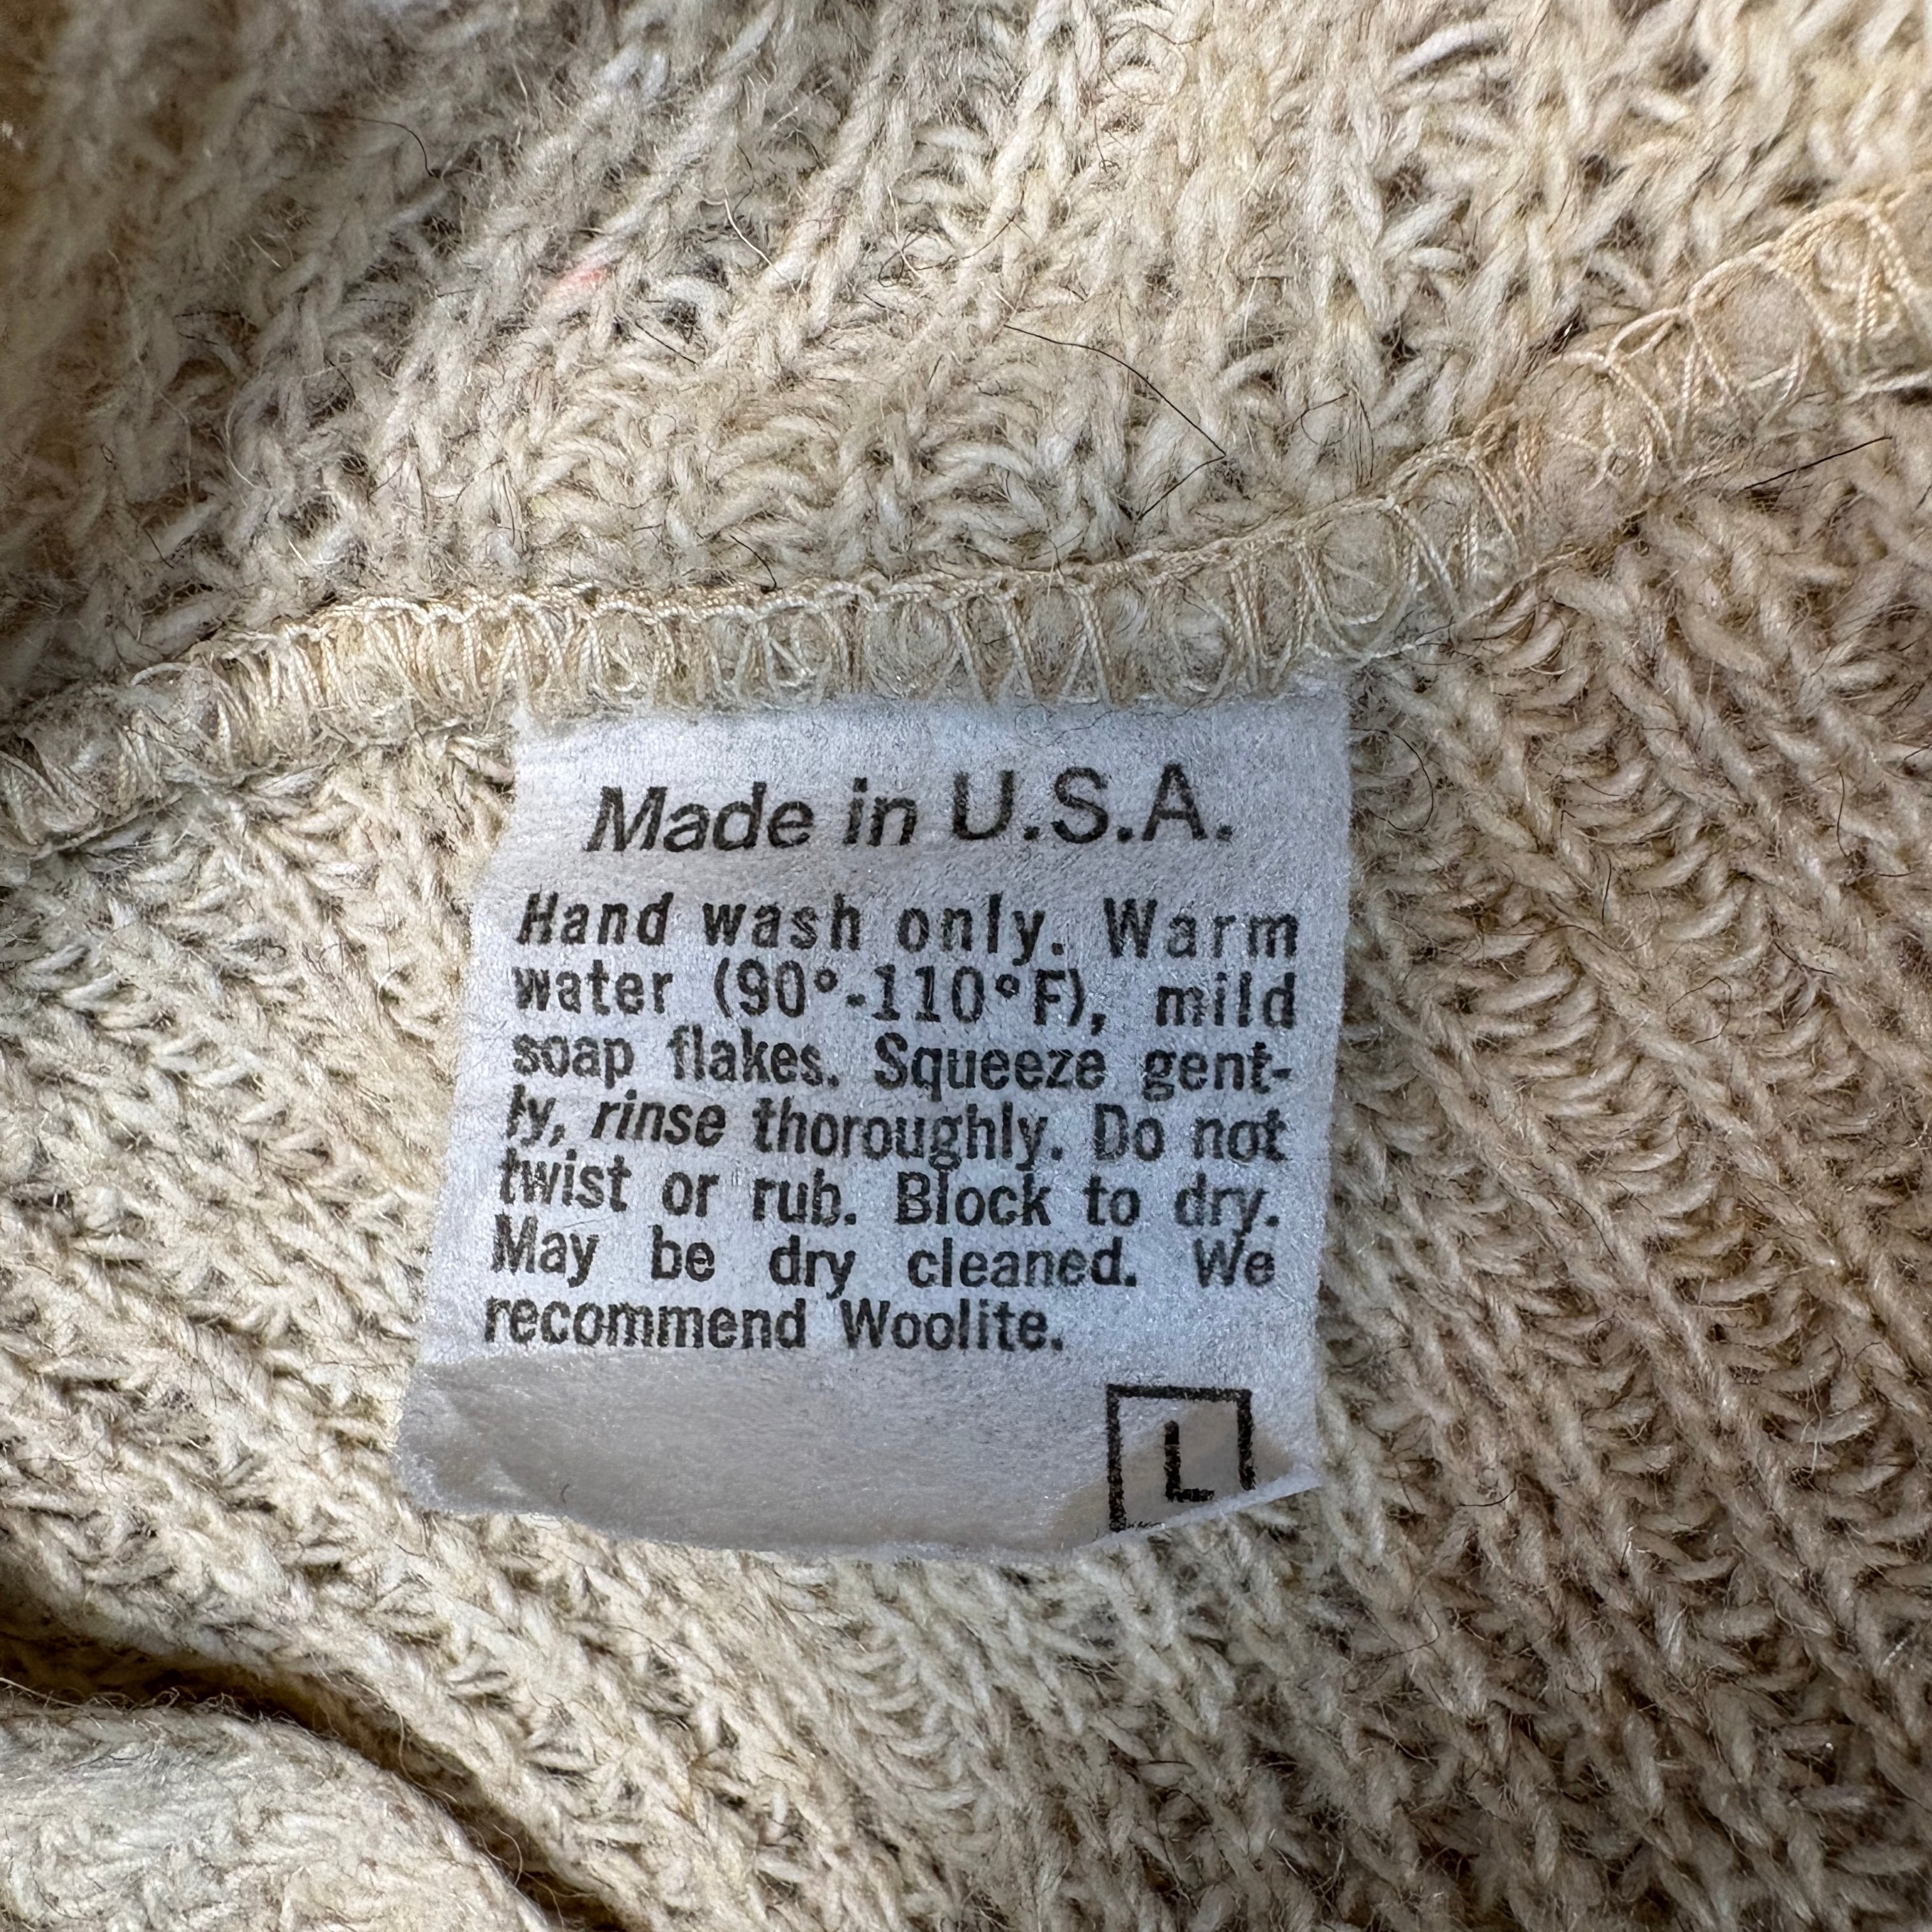 Made in U.S.A.
Hand wash only. Warm
water (90°-110°F), mild
soap flakes. Squeeze gent-
ly, rinse thoroughly. Do not
twist or rub. Block to dry.
May be dry cleaned. We
recommend Woolite.
L